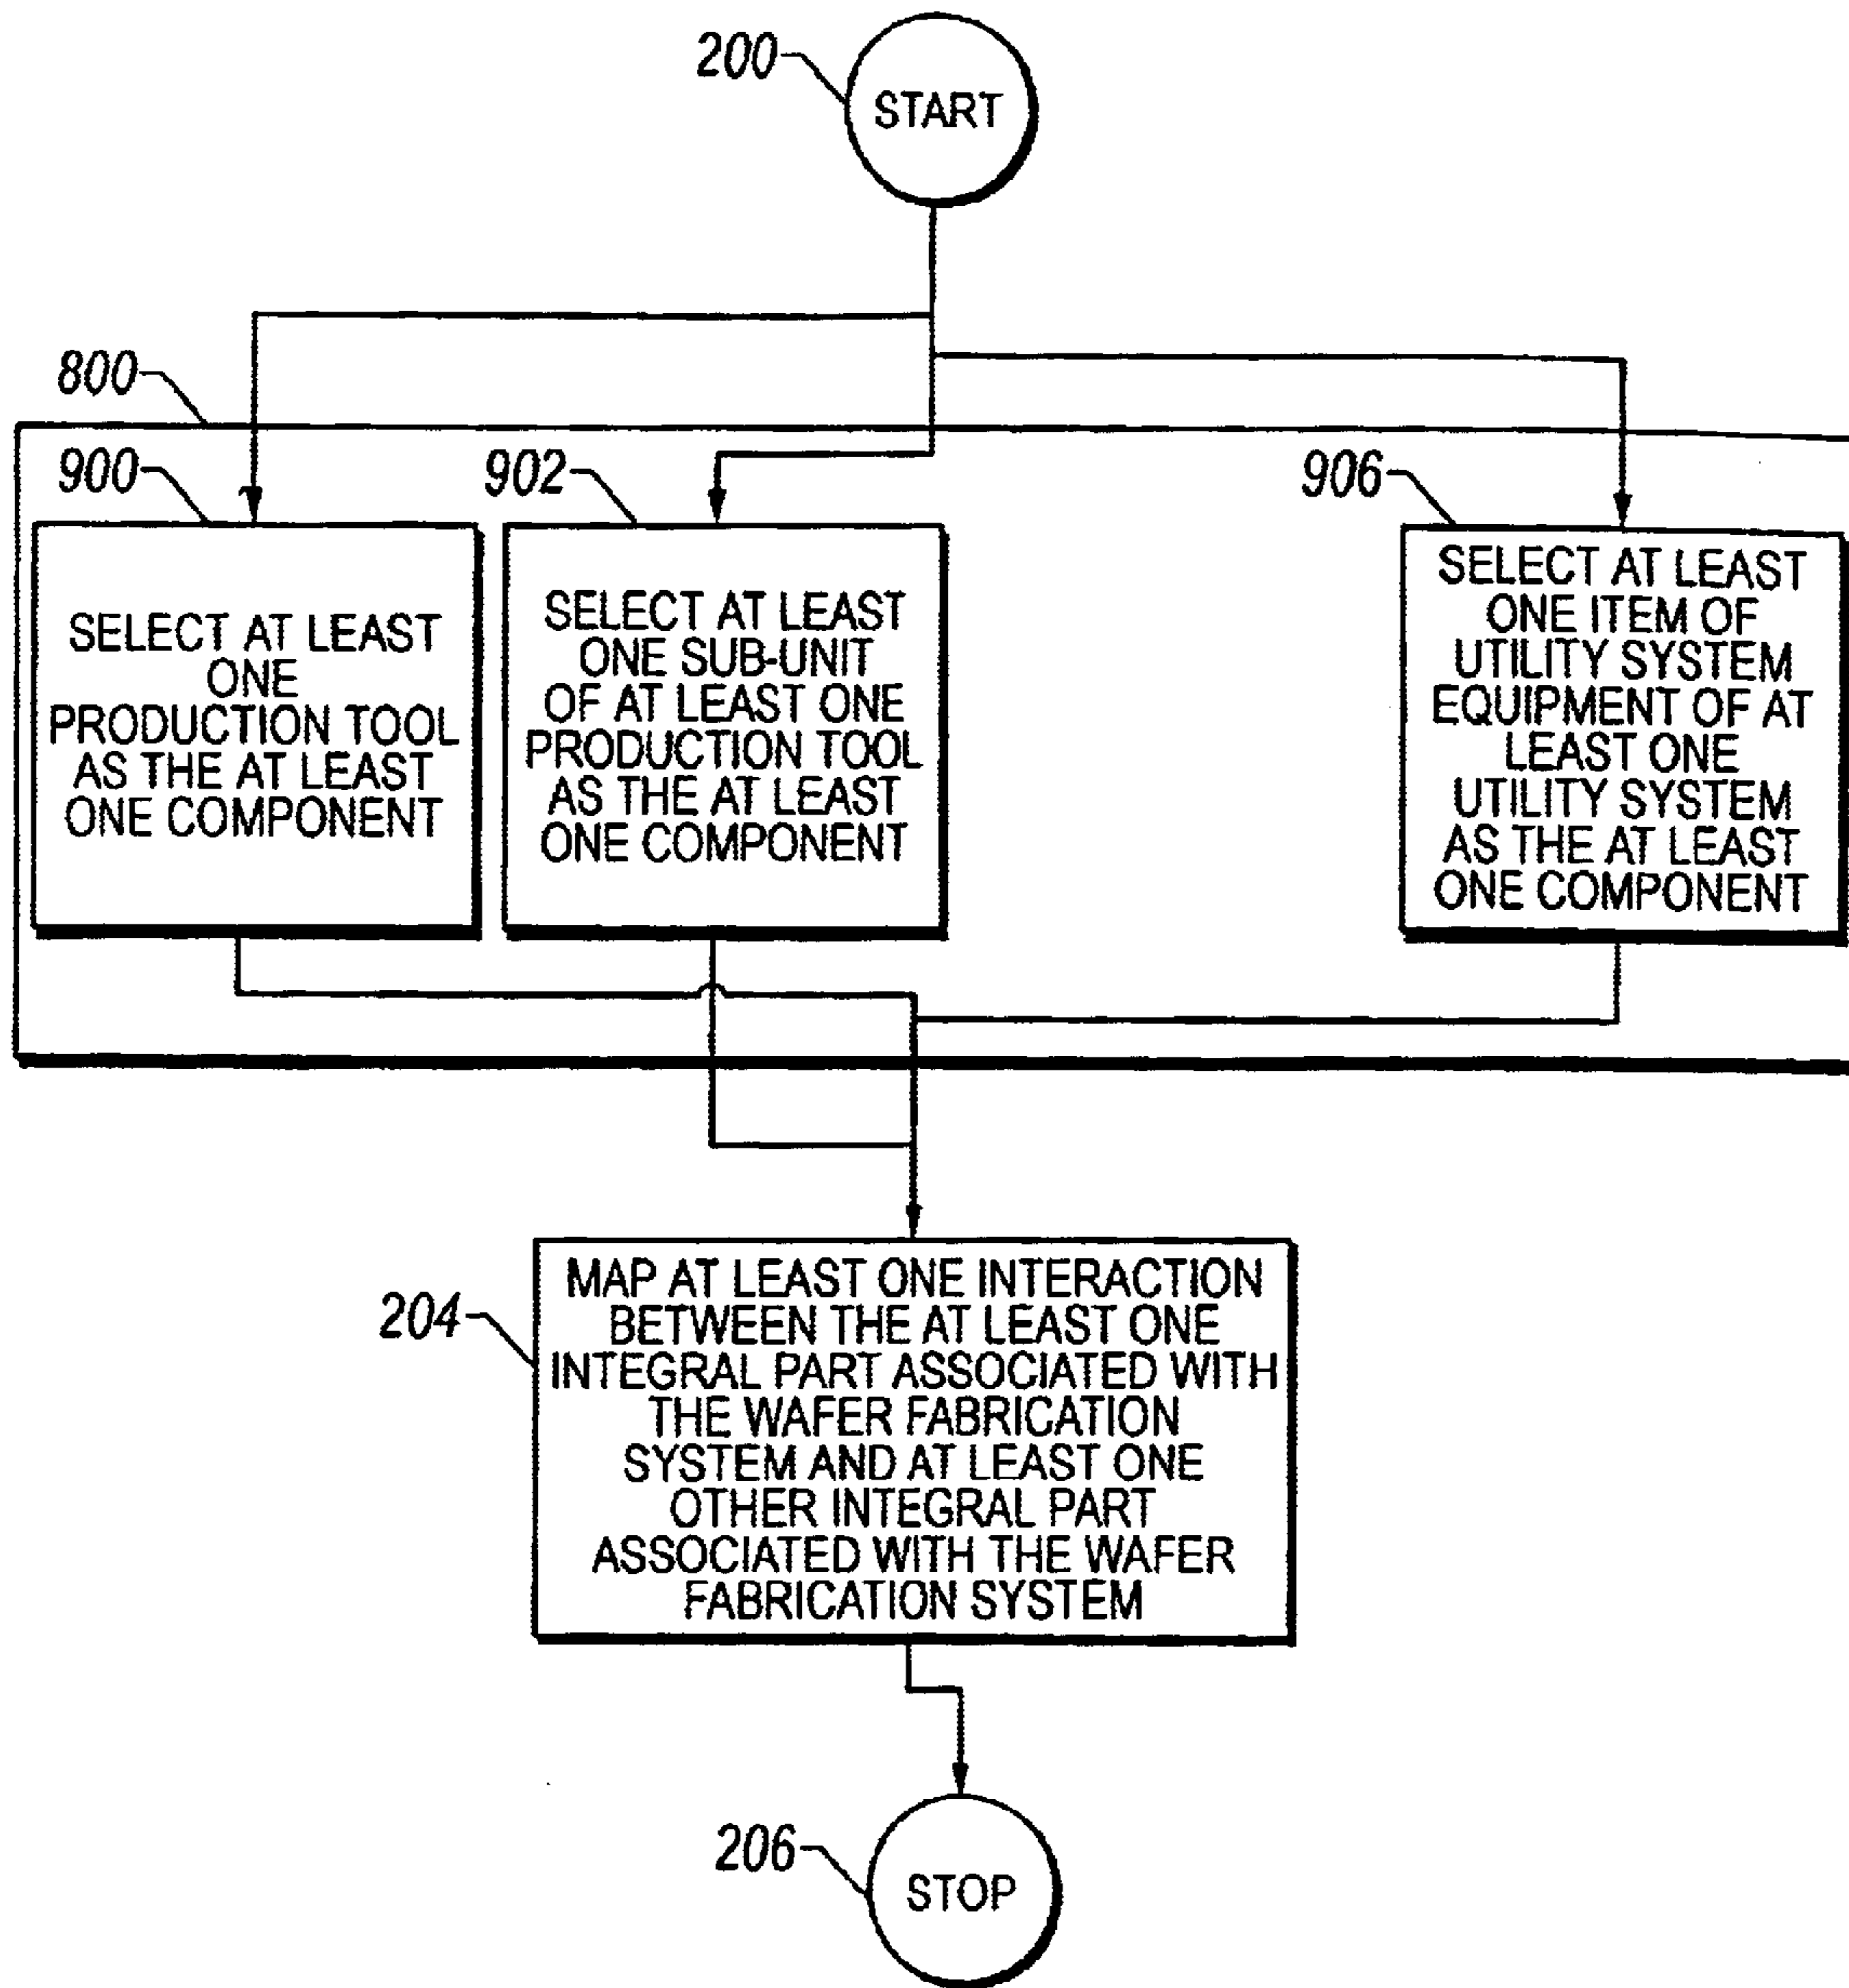 200
START
800
900
902
906
SELECT AT LEAST
ONE
PRODUCTION TOOL
AS THE AT LEAST
ONE COMPONENT
SELECT AT LEAST
ONE SUB-UNIT
OF AT LEAST ONE
PRODUCTION TOOL
AS THE AT LEAST
ONE COMPONENT
SELECT AT LEAST
ONE ITEM OF
UTILITY SYSTEM
EQUIPMENT OF AT
LEAST ONE
UTILITY SYSTEM
AS THE AT LEAST
ONE COMPONENT
204
MAP AT LEAST ONE INTERACTION
BETWEEN THE AT LEAST ONE
INTEGRAL PART ASSOCIATED WITH
THE WAFER FABRICATION
SYSTEM AND AT LEAST ONE
OTHER INTEGRAL PART
ASSOCIATED WITH THE WAFER
FABRICATION SYSTEM
206
STOP